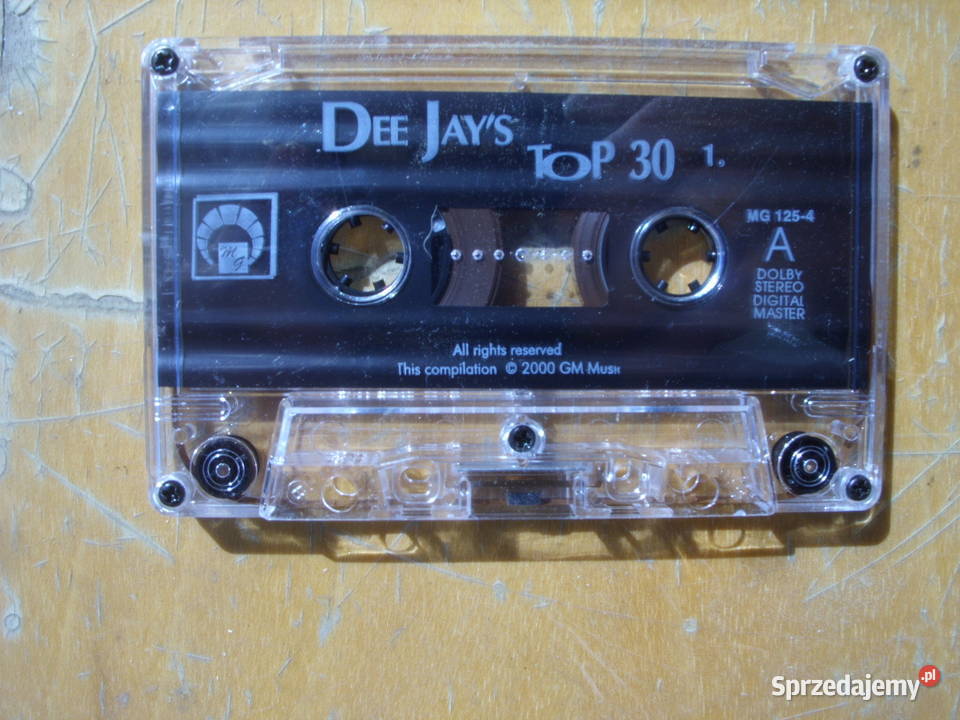 DEE JAY'S
TOP 30 1.
MG
MG 125-4
A
DOLBY
STEREO
DIGITAL
MASTER
All rights reserved
This compilation © 2000 GM MUSIC
Sprzedajemy.pl